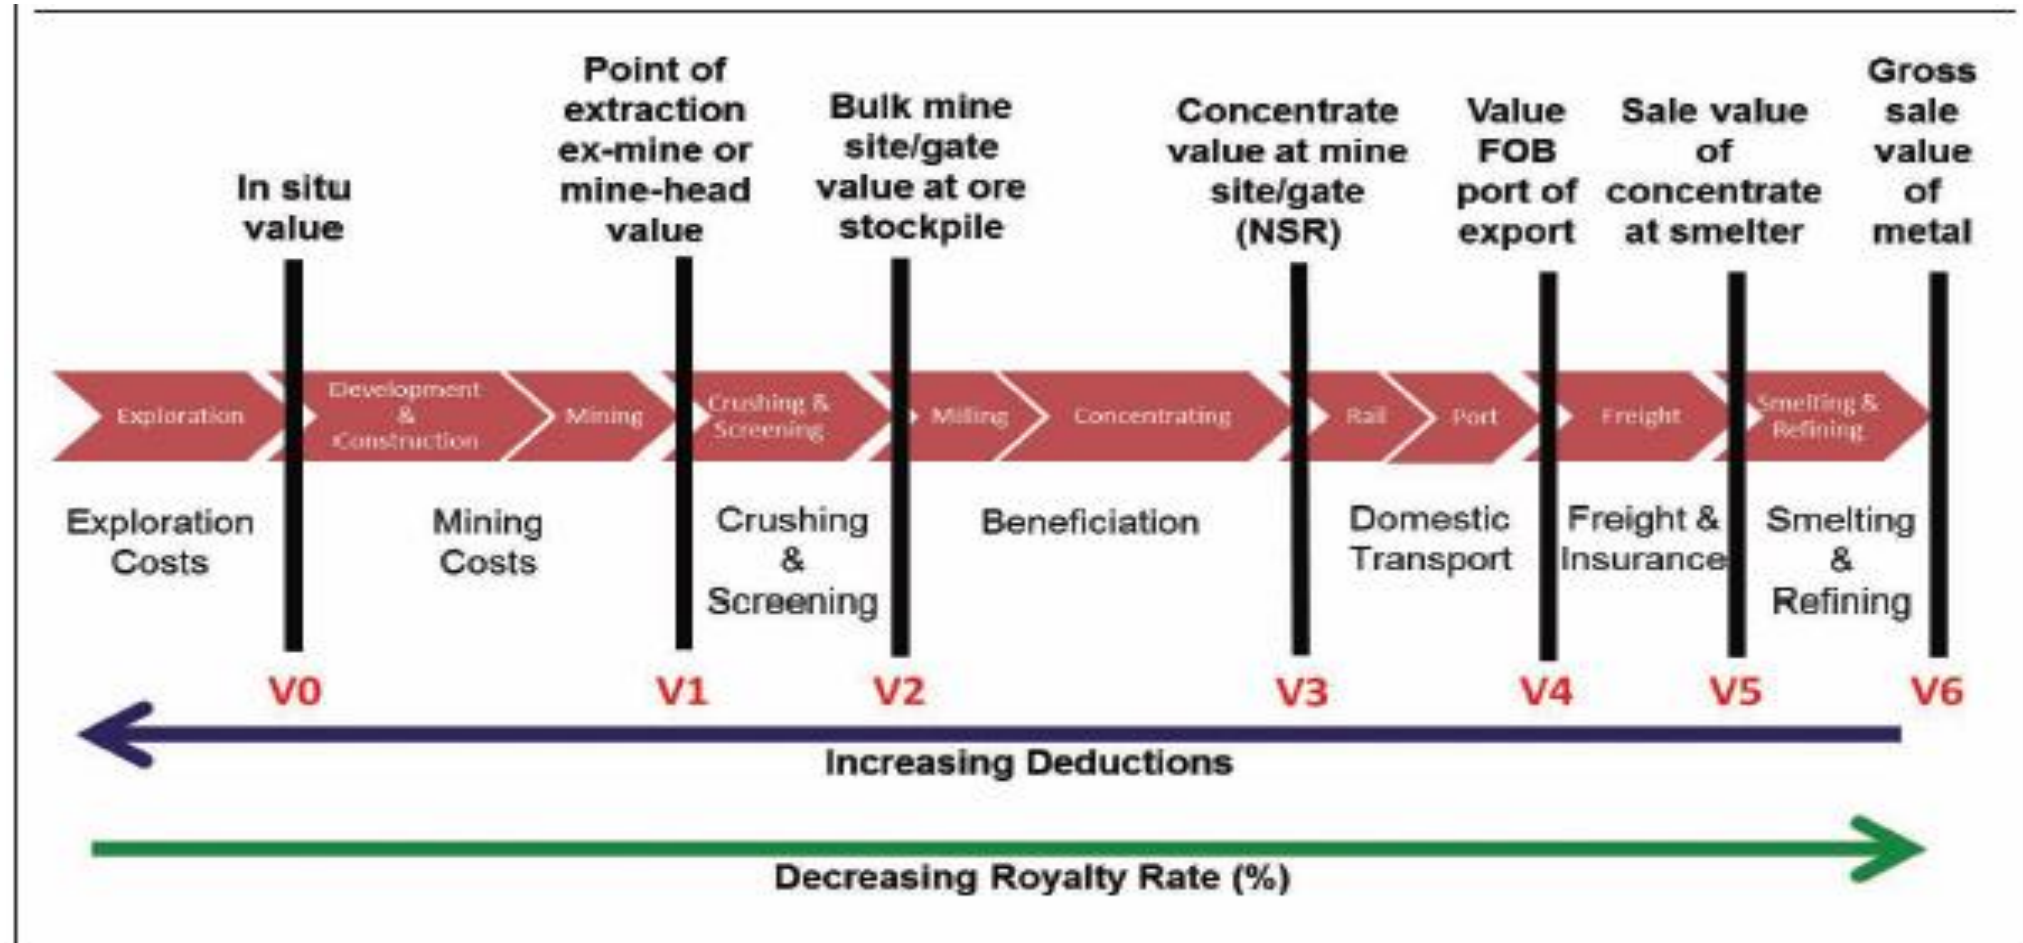 In situ
value
Point of
extraction
ex-mine or
mine-head
value
Bulk mine
site/gate
value at ore
stockpile
Concentrate
value at mine
site/gate
(NSR)
Value
FOB
port of
export
Sale value
of
concentrate
at smelter
Gross
sale
value
of
metal
Exploration
Development
&
Construction
Mining
Crushing &
Screening
Milling
Concentrating
Rail
Port
Freight
Smelting &
Refining
Exploration
Costs
Mining
Costs
Crushing
&
Screening
Beneficiation
Domestic
Transport
Freight &
Insurance
Smelting
&
Refining
V0
V1
V2
V3
V4
V5
V6
Increasing Deductions
Decreasing Royalty Rate (%)